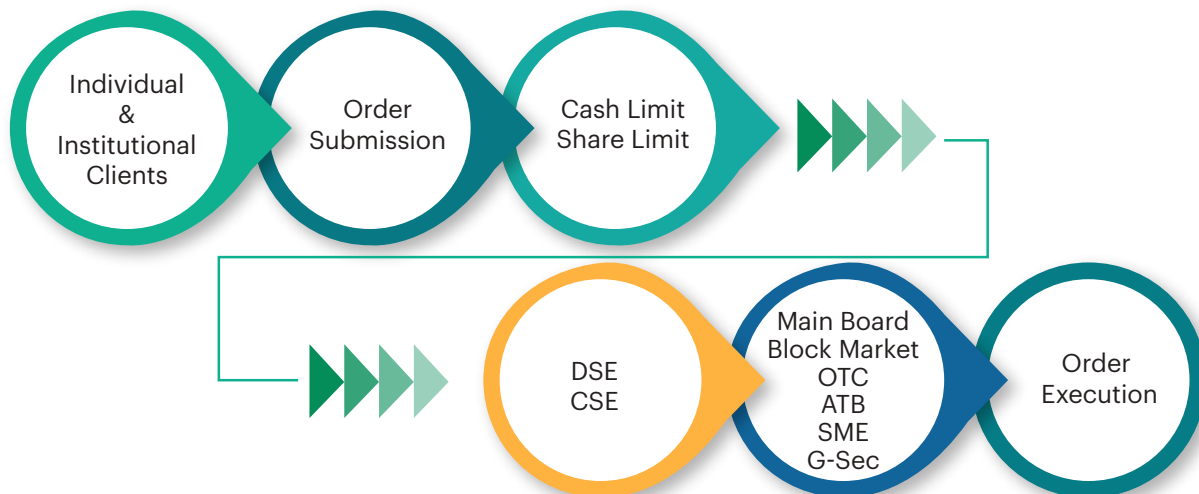 Individual
&
Institutional
Clients
Order
Submission
Cash Limit
Share Limit
DSE
CSE
Main Board
Block Market
OTC
ATB
SME
G-Sec
Order
Execution